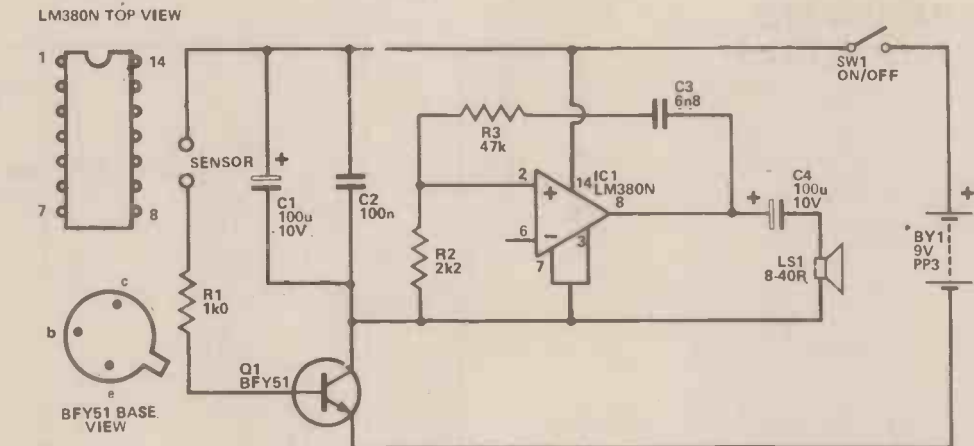 LM380N TOP VIEW
1
14
7
8
SENSOR
+
C1
100u
10V
C2
100n
R3
47k
C3
6n8
SW1
ON/OFF
2
+
14
IC1
LM380N
8
6
−
7
3
R2
2k2
+
C4
100u
10V
LS1
8-40R
+
BY1
9V
PP3
R1
1k0
Q1
BFY51
c
b
e
BFY51 BASE
VIEW